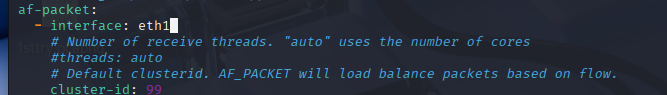 af-packet:
- interface: eth1
# Number of receive threads. "auto" uses the number of cores
#threads: auto
# Default clusterid. AF_PACKET will load balance packets based on flow.
cluster-id: 99